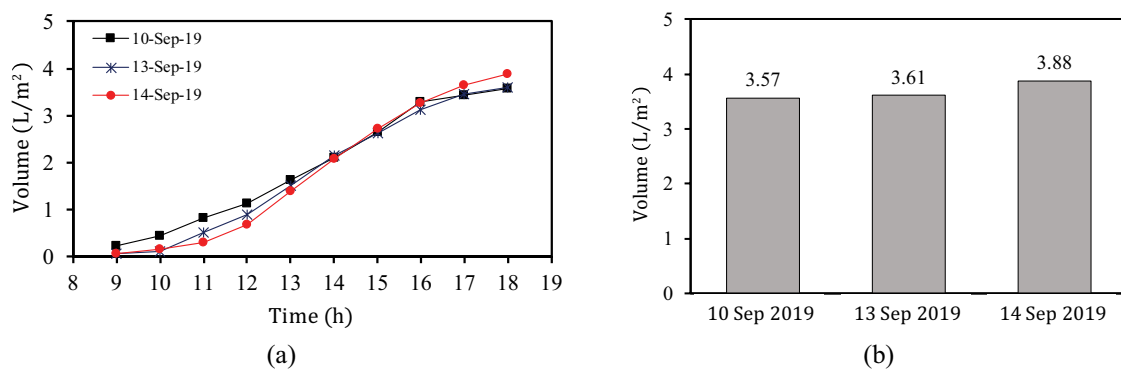 5
4
3
2
1
0
Volume (L/m²)
10-Sep-19
13-Sep-19
14-Sep-19
8 9 10 11 12 13 14 15 16 17 18 19
Time (h)
(a)
5
4
3
2
1
0
Volume (L/m²)
3.57 3.61 3.88
10 Sep 2019 13 Sep 2019 14 Sep 2019
(b)